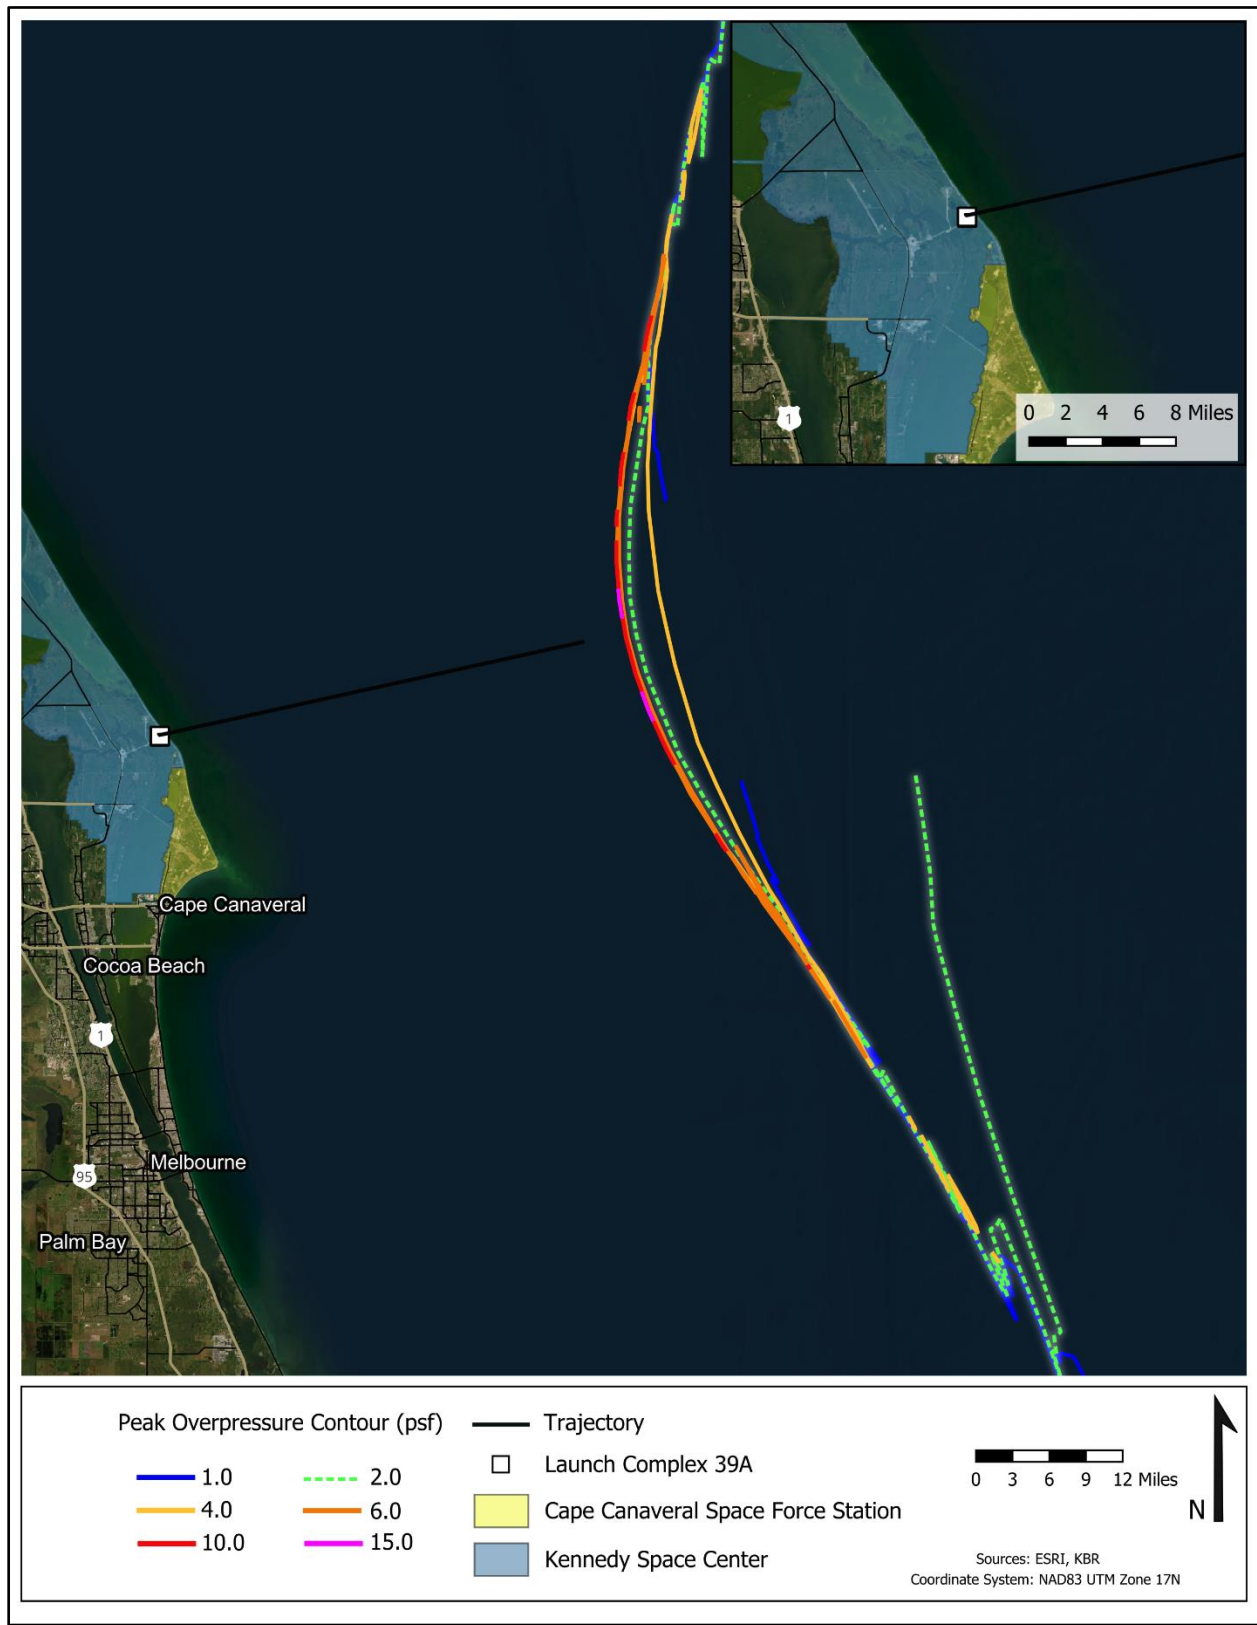 0 2 4 6 8 Miles
1
Cape Canaveral
Cocoa Beach
1
Melbourne
95
Palm Bay
Peak Overpressure Contour (psf)
1.0
2.0
4.0
6.0
10.0
15.0
Trajectory
Launch Complex 39A
Cape Canaveral Space Force Station
Kennedy Space Center
0 3 6 9 12 Miles
N
Sources: ESRI, KBR
Coordinate System: NAD83 UTM Zone 17N